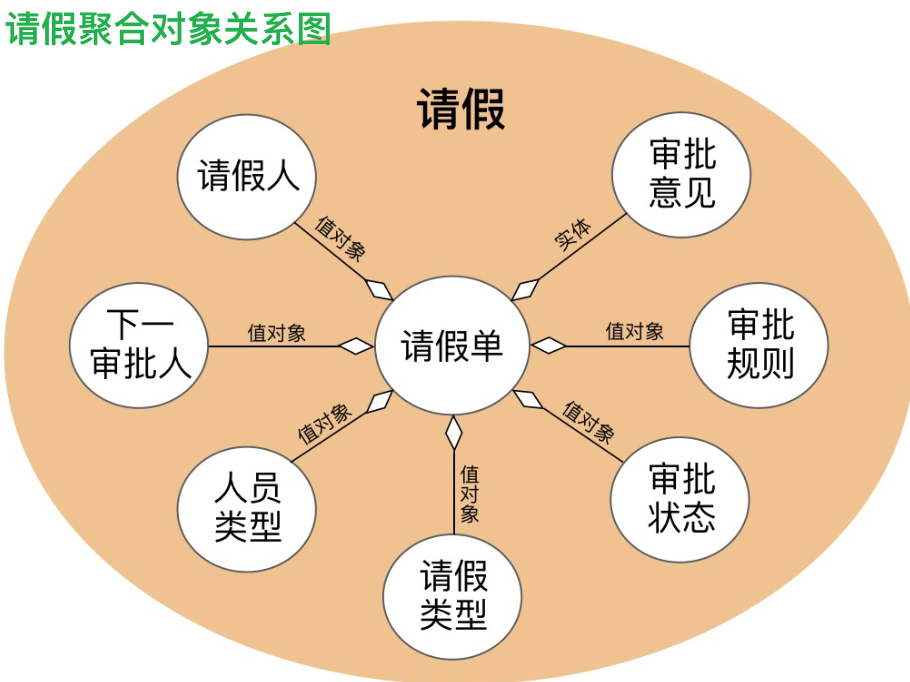 请假聚合对象关系图
请假
请假人
审批
意见
值对象
实体
下一
审批人
值对象
请假单
值对象
审批
规则
值对象
值对象
人员
类型
值
对
象
审批
状态
请假
类型